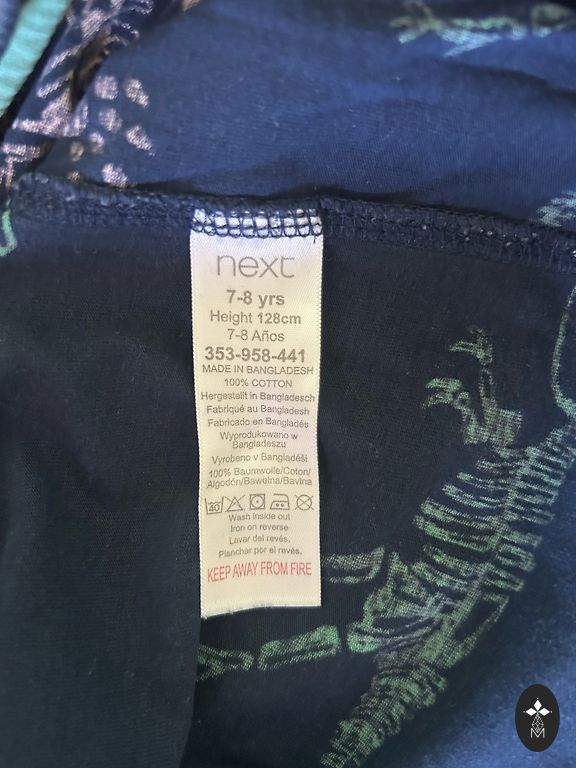 next
7-8 yrs
Height 128cm
7-8 Años
353-958-441
MADE IN BANGLADESH
100% COTTON
Hergestellt in Bangladesch
Fabriqué au Bangladesh
Fabricado en Bangladés
Wyprodukowano w
Bangladeszu
Vyrobeno v Bangladéši
100% Baumwolle/Coton/
Algodón/Bawełna/Bavlna
40
Wash inside out
Iron on reverse
Lavar del revés.
Planchar por el revés.
KEEP AWAY FROM FIRE
M